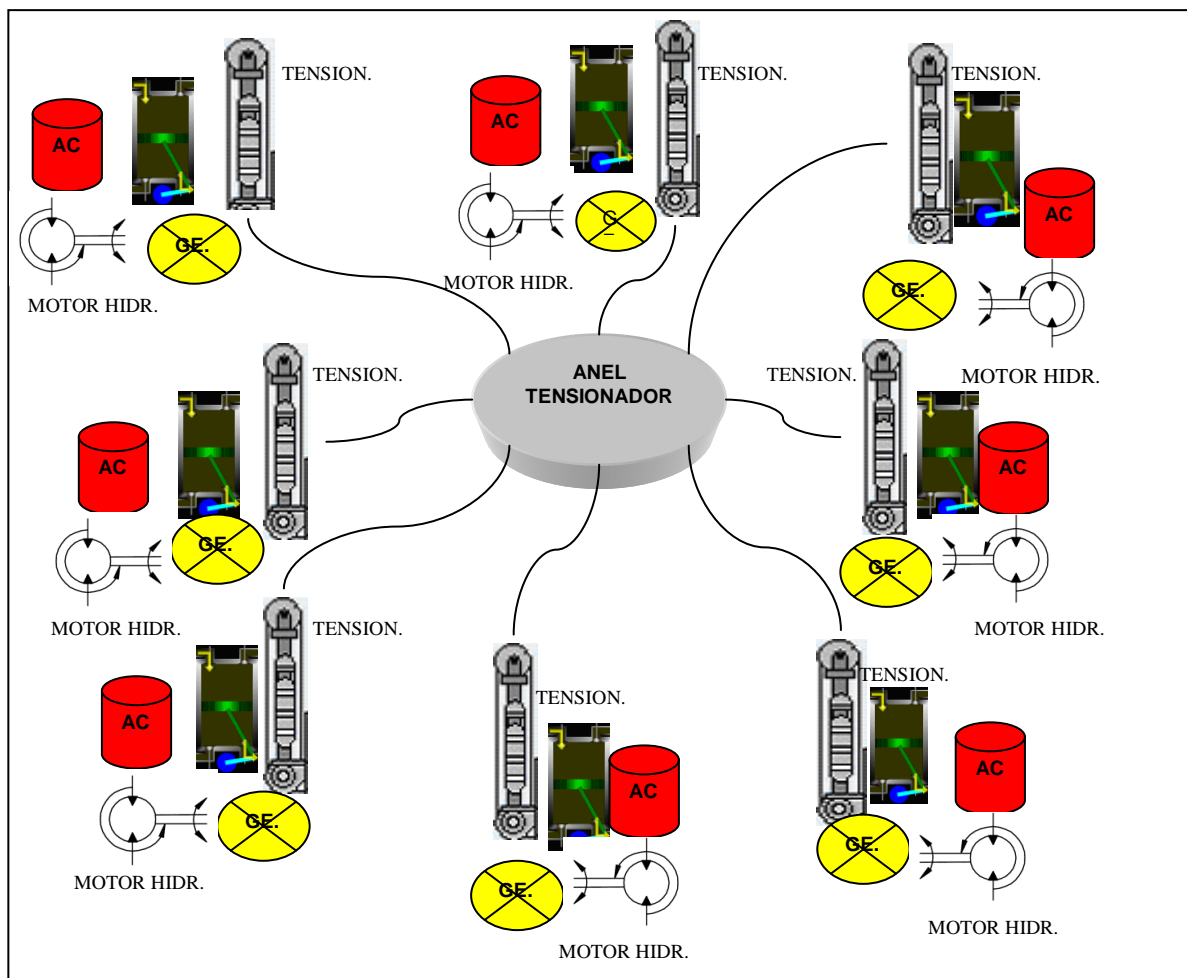 TENSION.
AC
GE.
MOTOR HIDR.
TENSION.
AC
G
MOTOR HIDR.
TENSION.
AC
GE.
MOTOR HIDR.
ANEL
TENSIONADOR
TENSION.
AC
GE.
MOTOR HIDR.
TENSION.
AC
GE.
MOTOR HIDR.
TENSION.
AC
GE.
MOTOR HIDR.
TENSION.
AC
GE.
MOTOR HIDR.
TENSION.
AC
GE.
MOTOR HIDR.